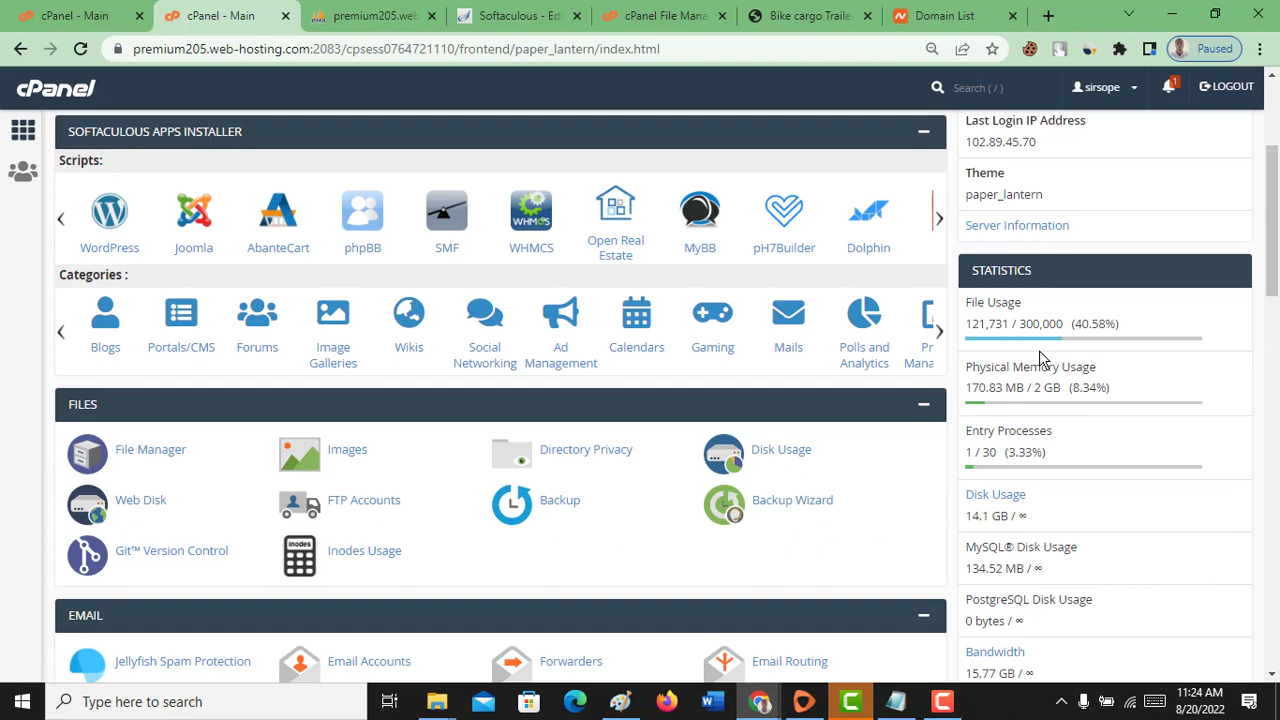 cPanel - Main
cPanel - Main
premium205.web
Softaculous - Edi
cPanel File Mana
Bike cargo Traile
Domain List
premium205.web-hosting.com:2083/cpsess0764721110/frontend/paper_lantern/index.html
Paused
cPanel
Search ( / )
sirsope
1
LOGOUT
SOFTACULOUS APPS INSTALLER
Scripts:
WordPress
Joomla
AbanteCart
phpBB
SMF
WHMCS
WHMCS
Open Real
Estate
MyBB
pH7Builder
Dolphin
Categories :
Blogs
Portals/CMS
Forums
Image
Galleries
Wikis
Social
Networking
Ad
Management
Calendars
Gaming
Mails
Polls and
Analytics
Pr
Mana
FILES
File Manager
Images
Directory Privacy
Disk Usage
Web Disk
FTP Accounts
Backup
Backup Wizard
Git™ Version Control
inodes
Inodes Usage
EMAIL
Jellyfish Spam Protection
Email Accounts
Forwarders
Email Routing
Last Login IP Address
102.89.45.70
Theme
paper_lantern
Server Information
STATISTICS
File Usage
121,731 / 300,000 (40.58%)
Physical Memory Usage
170.83 MB / 2 GB (8.34%)
Entry Processes
1 / 30 (3.33%)
Disk Usage
14.1 GB / ∞
MySQL® Disk Usage
134.52 MB / ∞
PostgreSQL Disk Usage
0 bytes / ∞
Bandwidth
15.77 GB / ∞
Type here to search
11:24 AM
8/20/2022